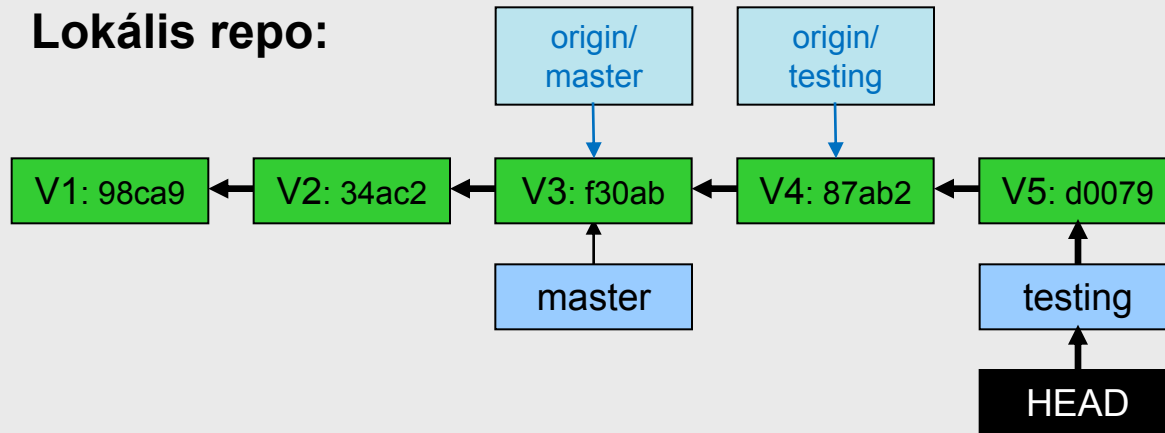 Lokális repo:
origin/
master
origin/
testing
V1: 98ca9
V2: 34ac2
V3: f30ab
V4: 87ab2
V5: d0079
master
testing
HEAD